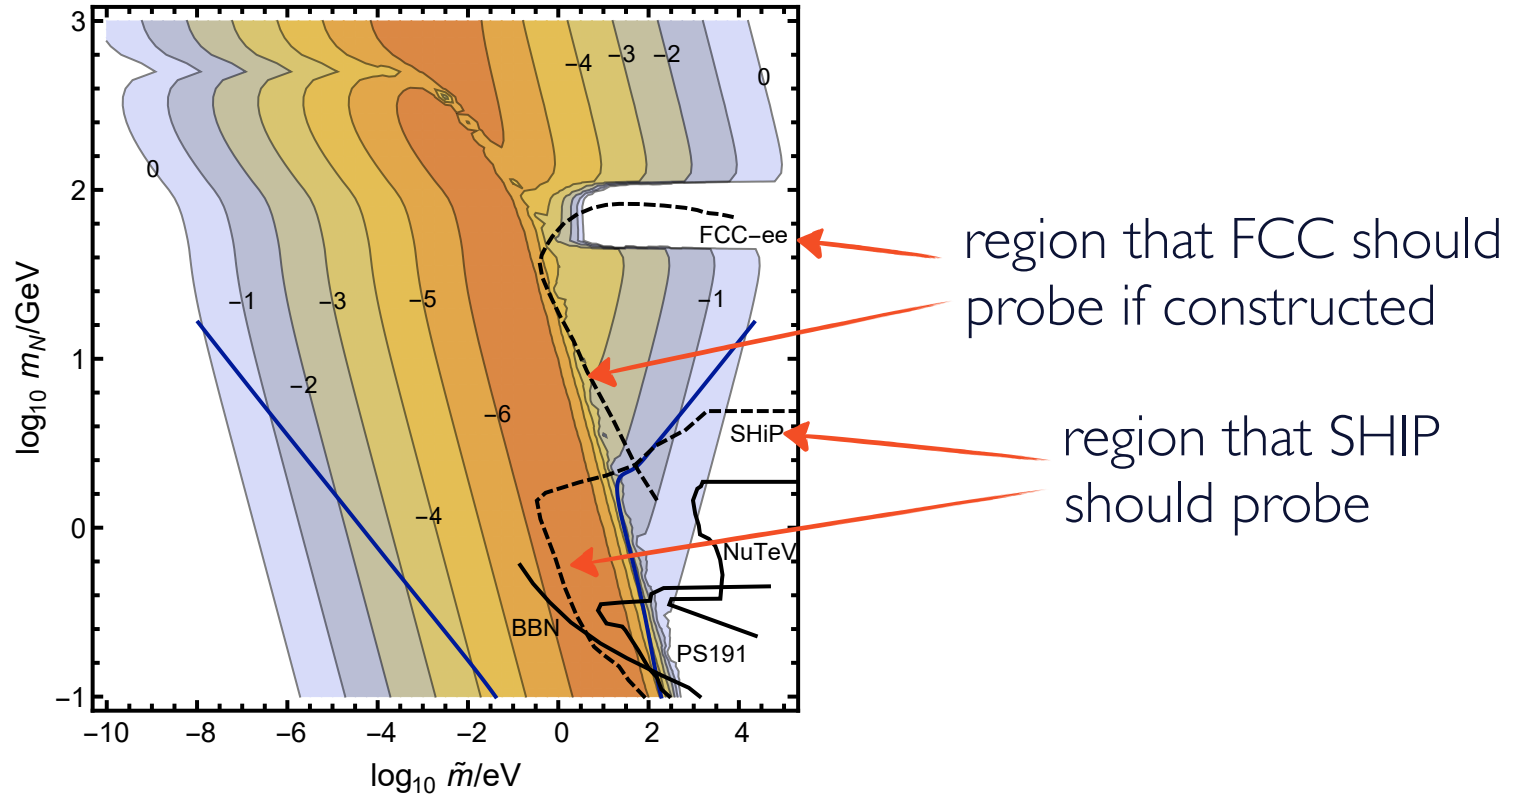 3
2
1
0
−1
−10
−8
−6
−4
−2
0
2
4
log10 mN/GeV
log10 m̃/eV
−4
−3
−2
0
0
−1
−3
−5
−1
−2
−6
−4
FCC−ee
SHiP
NuTeV
BBN
PS191
region that FCC should
probe if constructed
region that SHIP
should probe